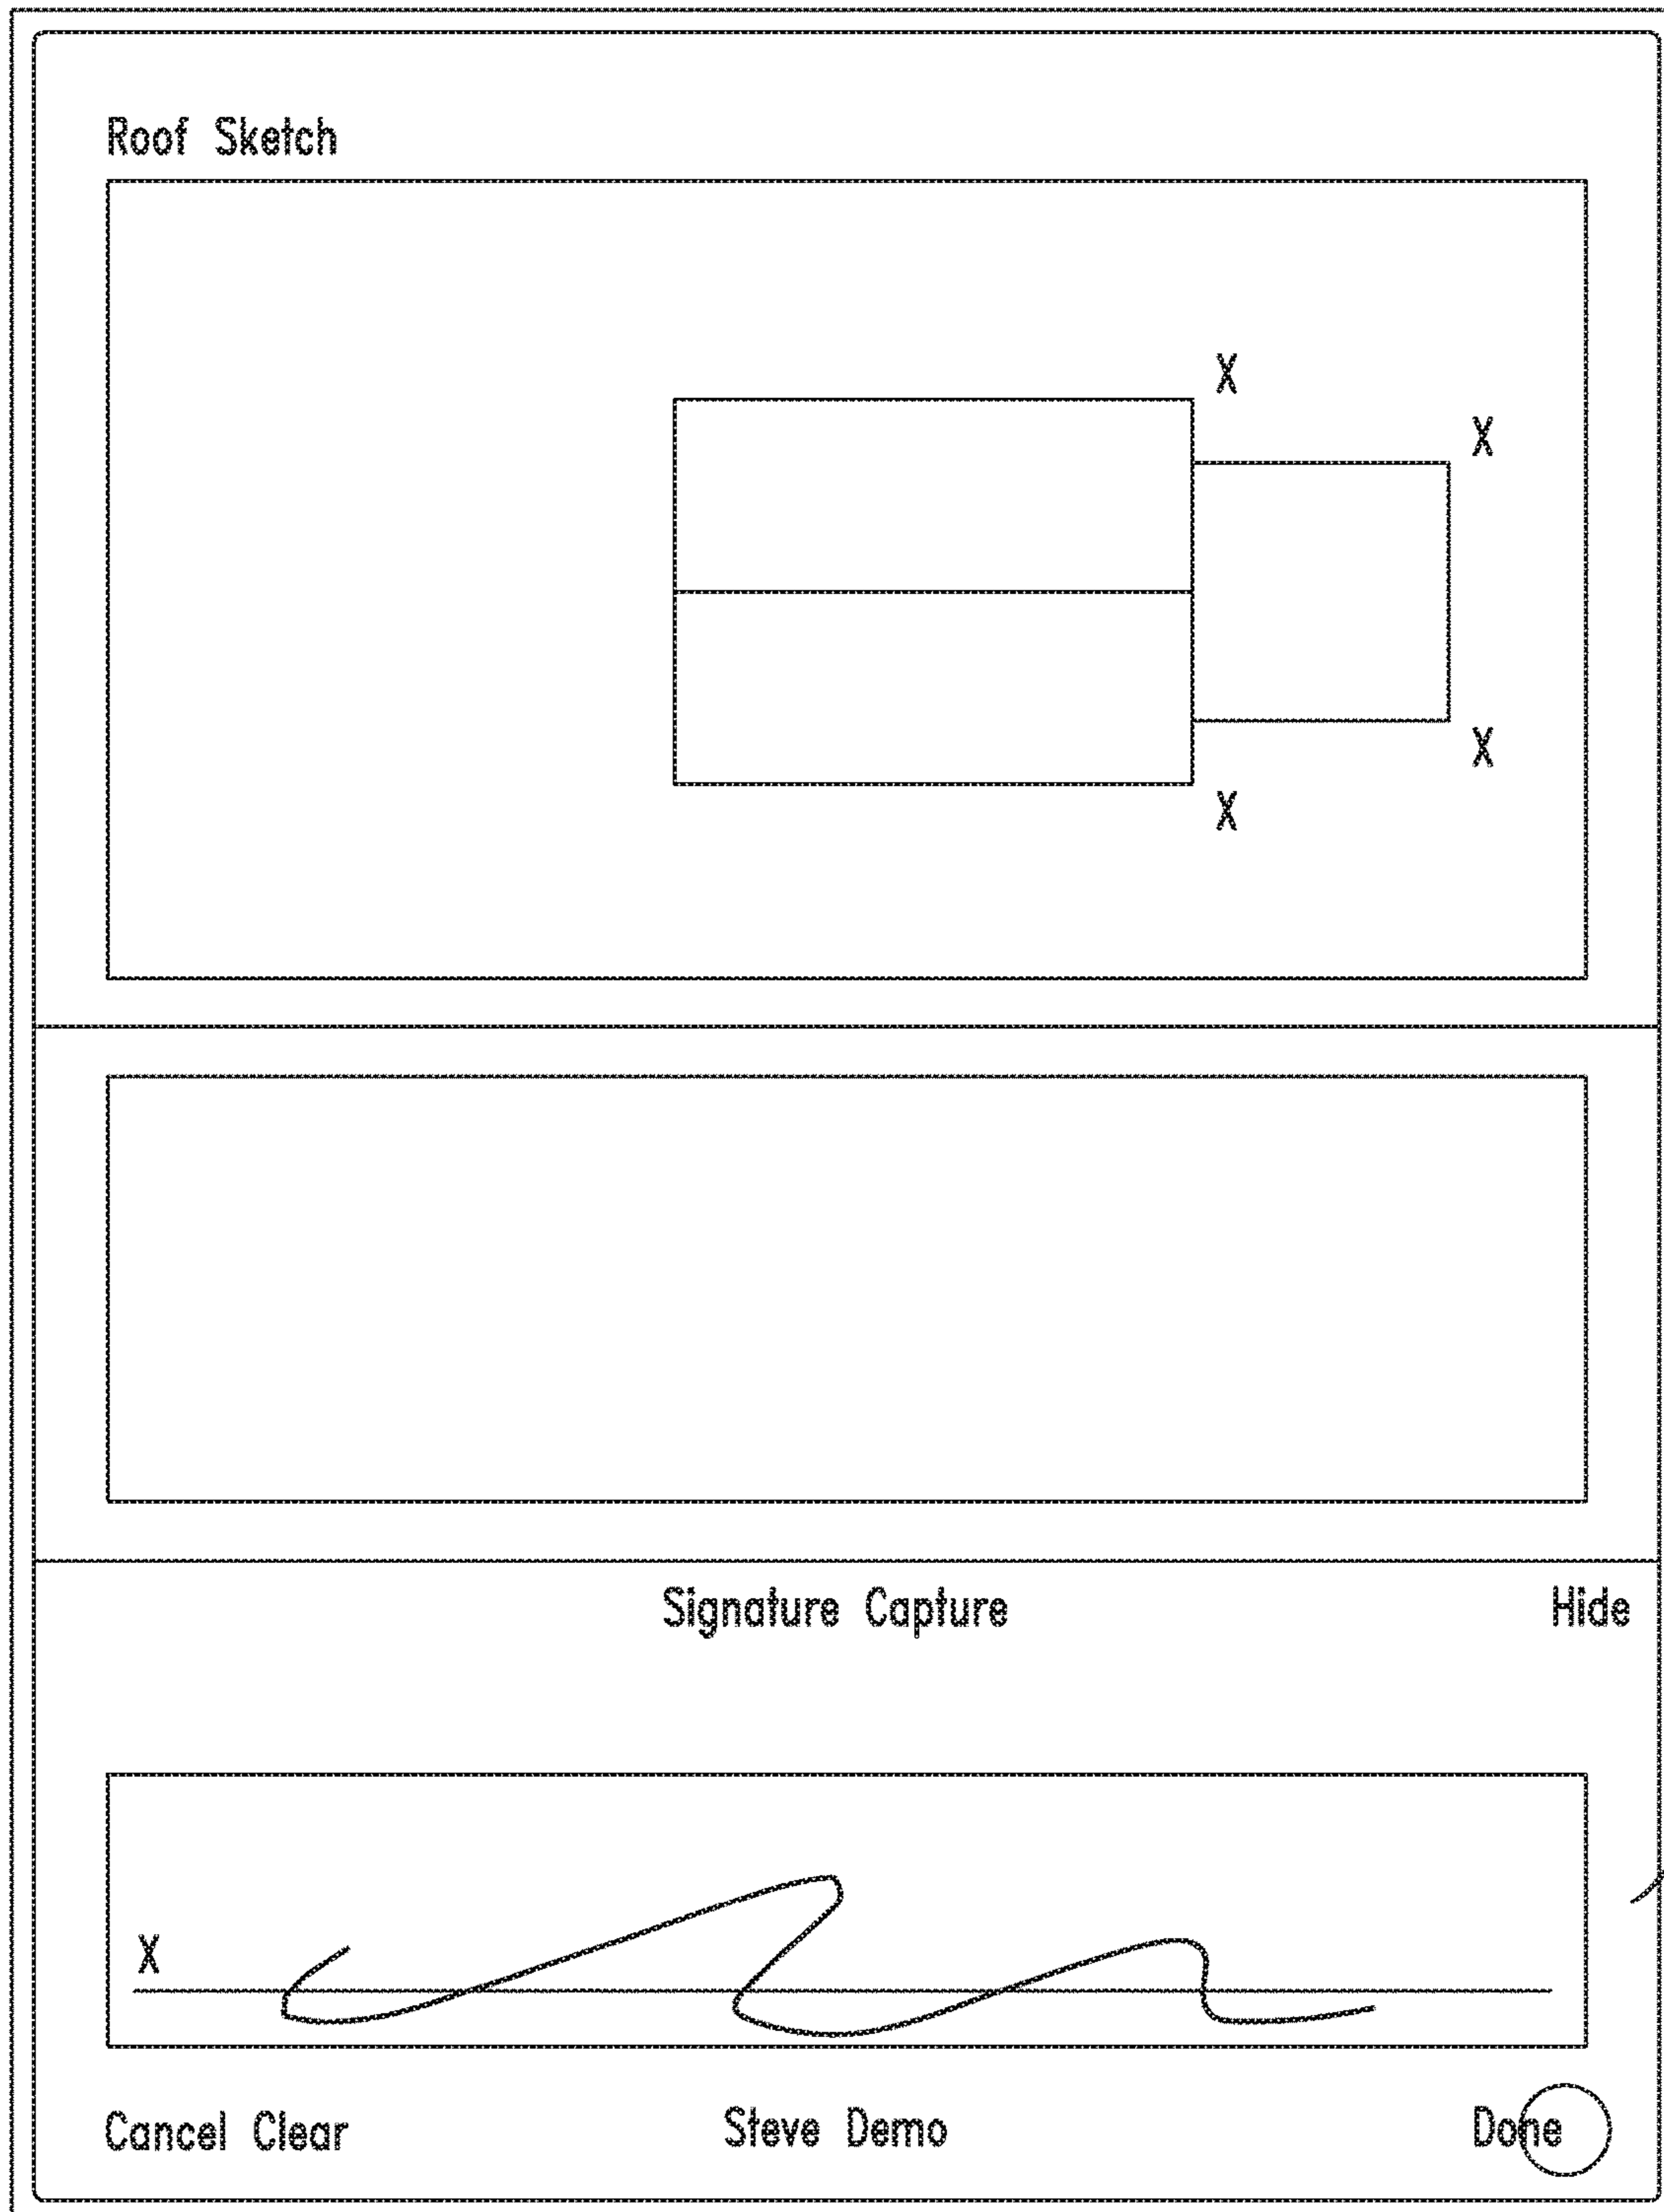 Roof Sketch
X
X
X
X
Signature Capture Hide
X
Cancel Clear Steve Demo Done